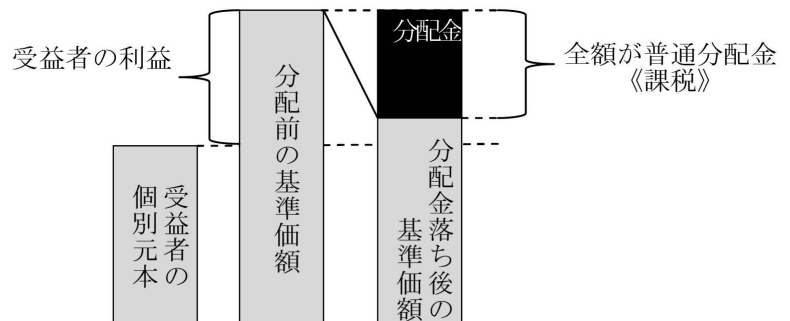 受益者の利益
分配金
全額が普通分配金
《課税》
分配前の基準価額
受益者の
個別元本
分配金落ち後の
基準価額